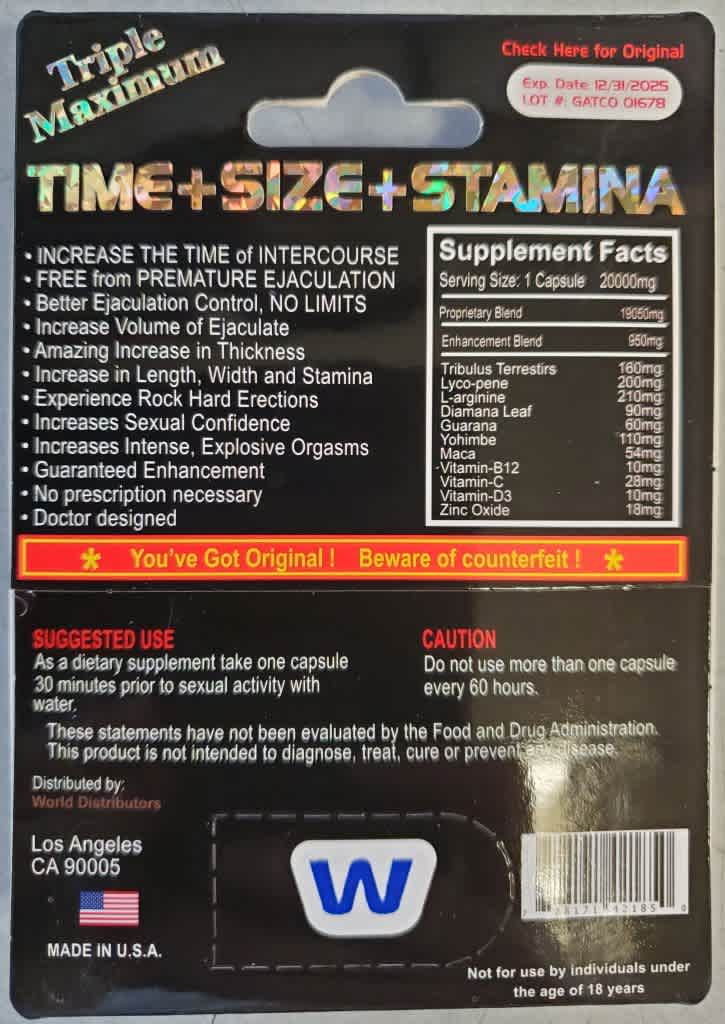 Triple
Maximum
Check Here for Original
Exp. Date 12/31/2025
LOT #: GATCO 01678
TIME+SIZE+STAMINA
• INCREASE THE TIME of INTERCOURSE
• FREE from PREMATURE EJACULATION
• Better Ejaculation Control, NO LIMITS
• Increase Volume of Ejaculate
• Amazing Increase in Thickness
• Increase in Length, Width and Stamina
• Experience Rock Hard Erections
• Increases Sexual Confidence
• Increases Intense, Explosive Orgasms
• Guaranteed Enhancement
• No prescription necessary
• Doctor designed
Supplement Facts
Serving Size: 1 Capsule 20000mg
Proprietary Blend 19050mg
Enhancement Blend 950mg
Tribulus Terrestirs 160mg
Lyco-pene 200mg
L-arginine 210mg
Diamana Leaf 90mg
Guarana 60mg
Yohimbe 110mg
Maca 54mg
Vitamin-B12 10mg
Vitamin-C 28mg
Vitamin-D3 10mg
Zinc Oxide 18mg
* You've Got Original ! Beware of counterfeit ! *
SUGGESTED USE
As a dietary supplement take one capsule
30 minutes prior to sexual activity with
water.
CAUTION
Do not use more than one capsule
every 60 hours.
These statements have not been evaluated by the Food and Drug Administration.
This product is not intended to diagnose, treat, cure or prevent any disease.
Distributed by:
World Distributors
Los Angeles
CA 90005
MADE IN U.S.A.
W
Not for use by individuals under
the age of 18 years